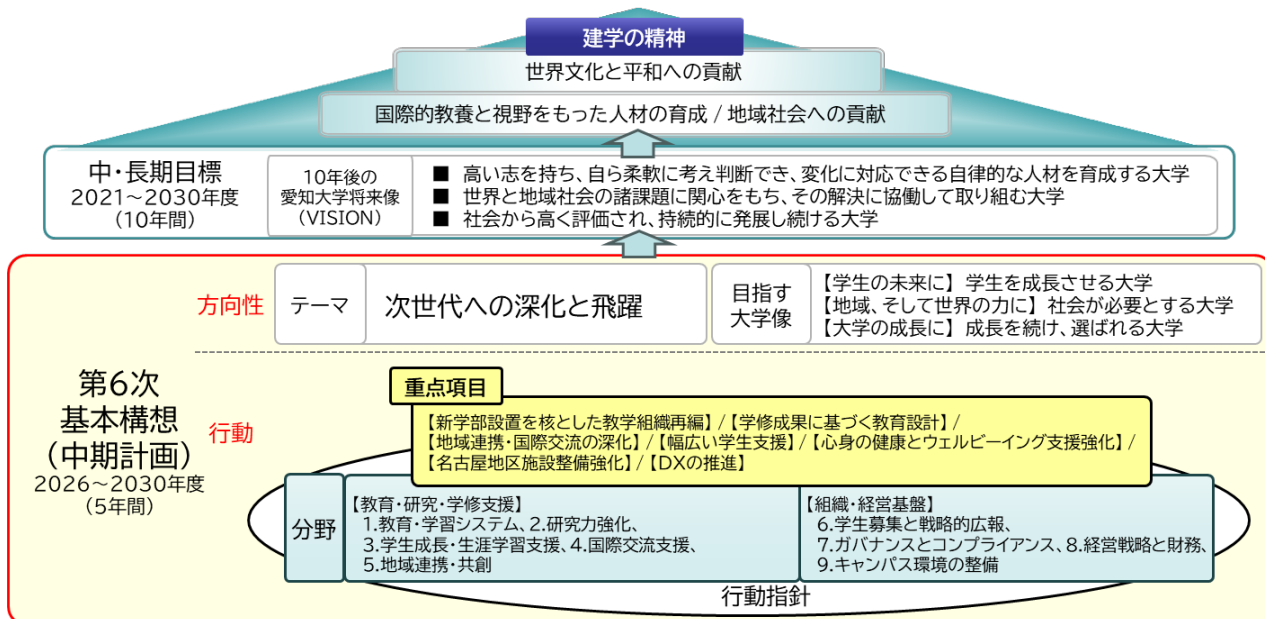 建学の精神
世界文化と平和への貢献
国際的教養と視野をもった人材の育成 / 地域社会への貢献
中・長期目標
2021～2030年度
(10年間)
10年後の
愛知大学将来像
(VISION)
■ 高い志を持ち、自ら柔軟に考え判断でき、変化に対応できる自律的な人材を育成する大学
■ 世界と地域社会の諸課題に関心をもち、その解決に協働して取り組む大学
■ 社会から高く評価され、持続的に発展し続ける大学
第6次
基本構想
(中期計画)
2026～2030年度
(5年間)
方向性
テーマ
次世代への深化と飛躍
目指す
大学像
【学生の未来に】 学生を成長させる大学
【地域、そして世界の力に】 社会が必要とする大学
【大学の成長に】 成長を続け、選ばれる大学
行動
重点項目
【新学部設置を核とした教学組織再編】 / 【学修成果に基づく教育設計】 /
【地域連携・国際交流の深化】 / 【幅広い学生支援】 / 【心身の健康とウェルビーイング支援強化】 /
【名古屋地区施設整備強化】 / 【DXの推進】
分野
【教育・研究・学修支援】
1.教育・学習システム、2.研究力強化、
3.学生成長・生涯学習支援、4.国際交流支援、
5.地域連携・共創
【組織・経営基盤】
6.学生募集と戦略的広報、
7.ガバナンスとコンプライアンス、8.経営戦略と財務、
9.キャンパス環境の整備
行動指針